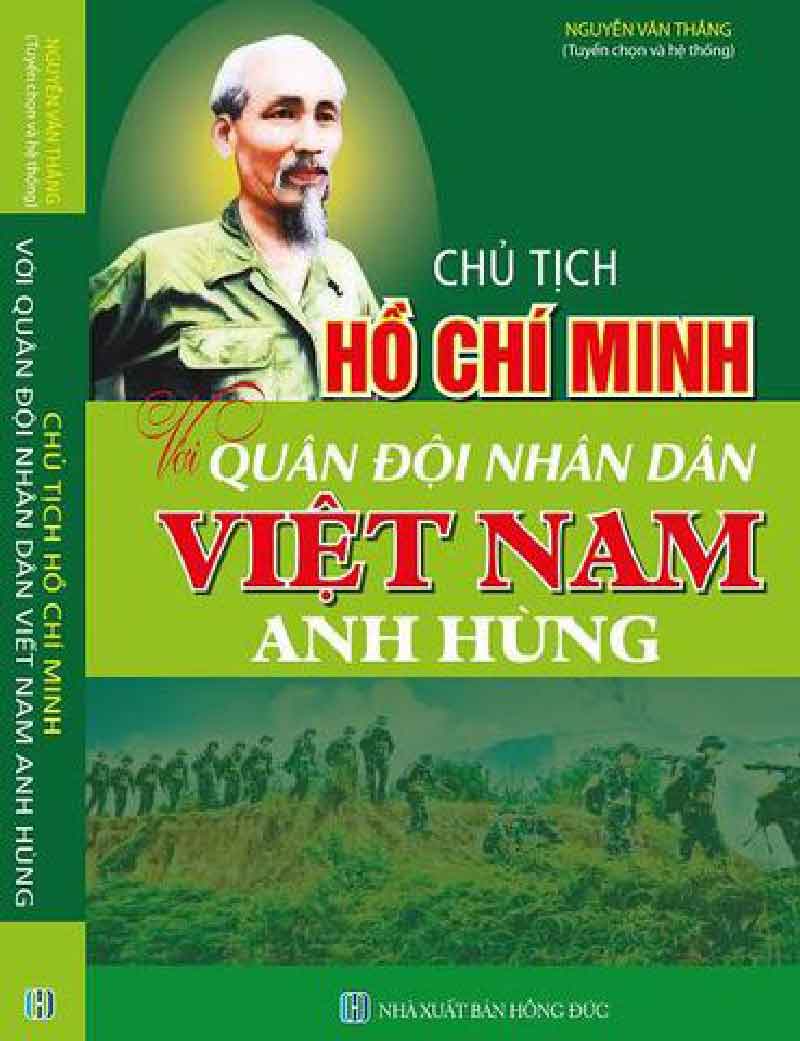 NGUYỄN VĂN THẮNG
(Tuyển chọn và hệ thống)
CHỦ TỊCH
HỒ CHÍ MINH
Với QUÂN ĐỘI NHÂN DÂN
VIỆT NAM
ANH HÙNG
NHÀ XUẤT BẢN HỒNG ĐỨC
NGUYỄN VĂN THẮNG
(Tuyển chọn và hệ thống)
CHỦ TỊCH HỒ CHÍ MINH
VỚI QUÂN ĐỘI NHÂN DÂN VIẾT NAM ANH HÙNG